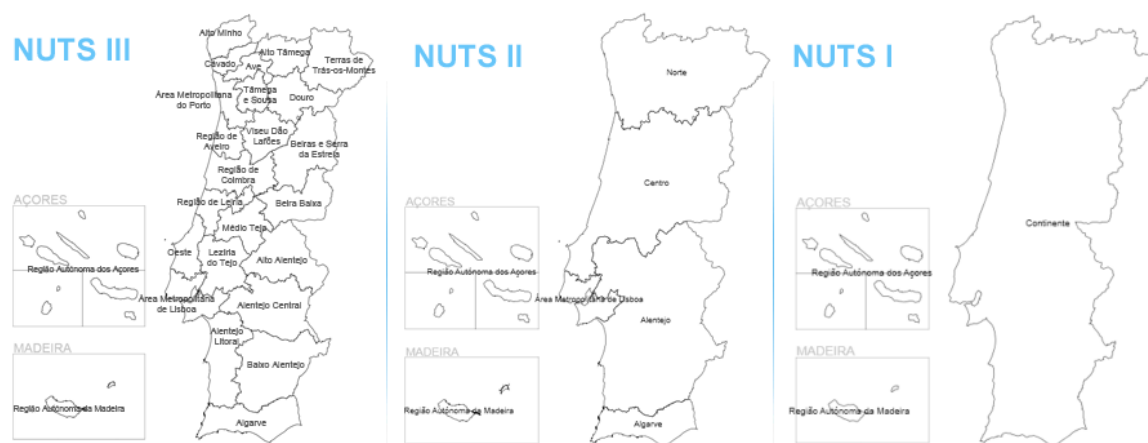 NUTS III
Alto Minho
Alto Tâmega
Terras de
Trás-os-Montes
Cavado
Ave
Área Metropolitana
do Porto
Tâmega
e Sousa
Douro
Região de
Aveiro
Viseu Dão
Lafões
Beiras e Serra
da Estrela
Região de
Coimbra
Região de Leiria
Beira Baixa
Médio Tejo
Oeste
Lezíria
do Tejo
Alto Alentejo
Área Metropolitana
de Lisboa
Alentejo Central
Alentejo
Litoral
Baixo Alentejo
Algarve
AÇORES
Região Autónoma dos Açores
MADEIRA
Região Autónoma da Madeira
NUTS II
Norte
Centro
Área Metropolitana de Lisboa
Alentejo
Algarve
AÇORES
Região Autónoma dos Açores
MADEIRA
Região Autónoma da Madeira
NUTS I
Continente
AÇORES
Região Autónoma dos Açores
MADEIRA
Região Autónoma da Madeira